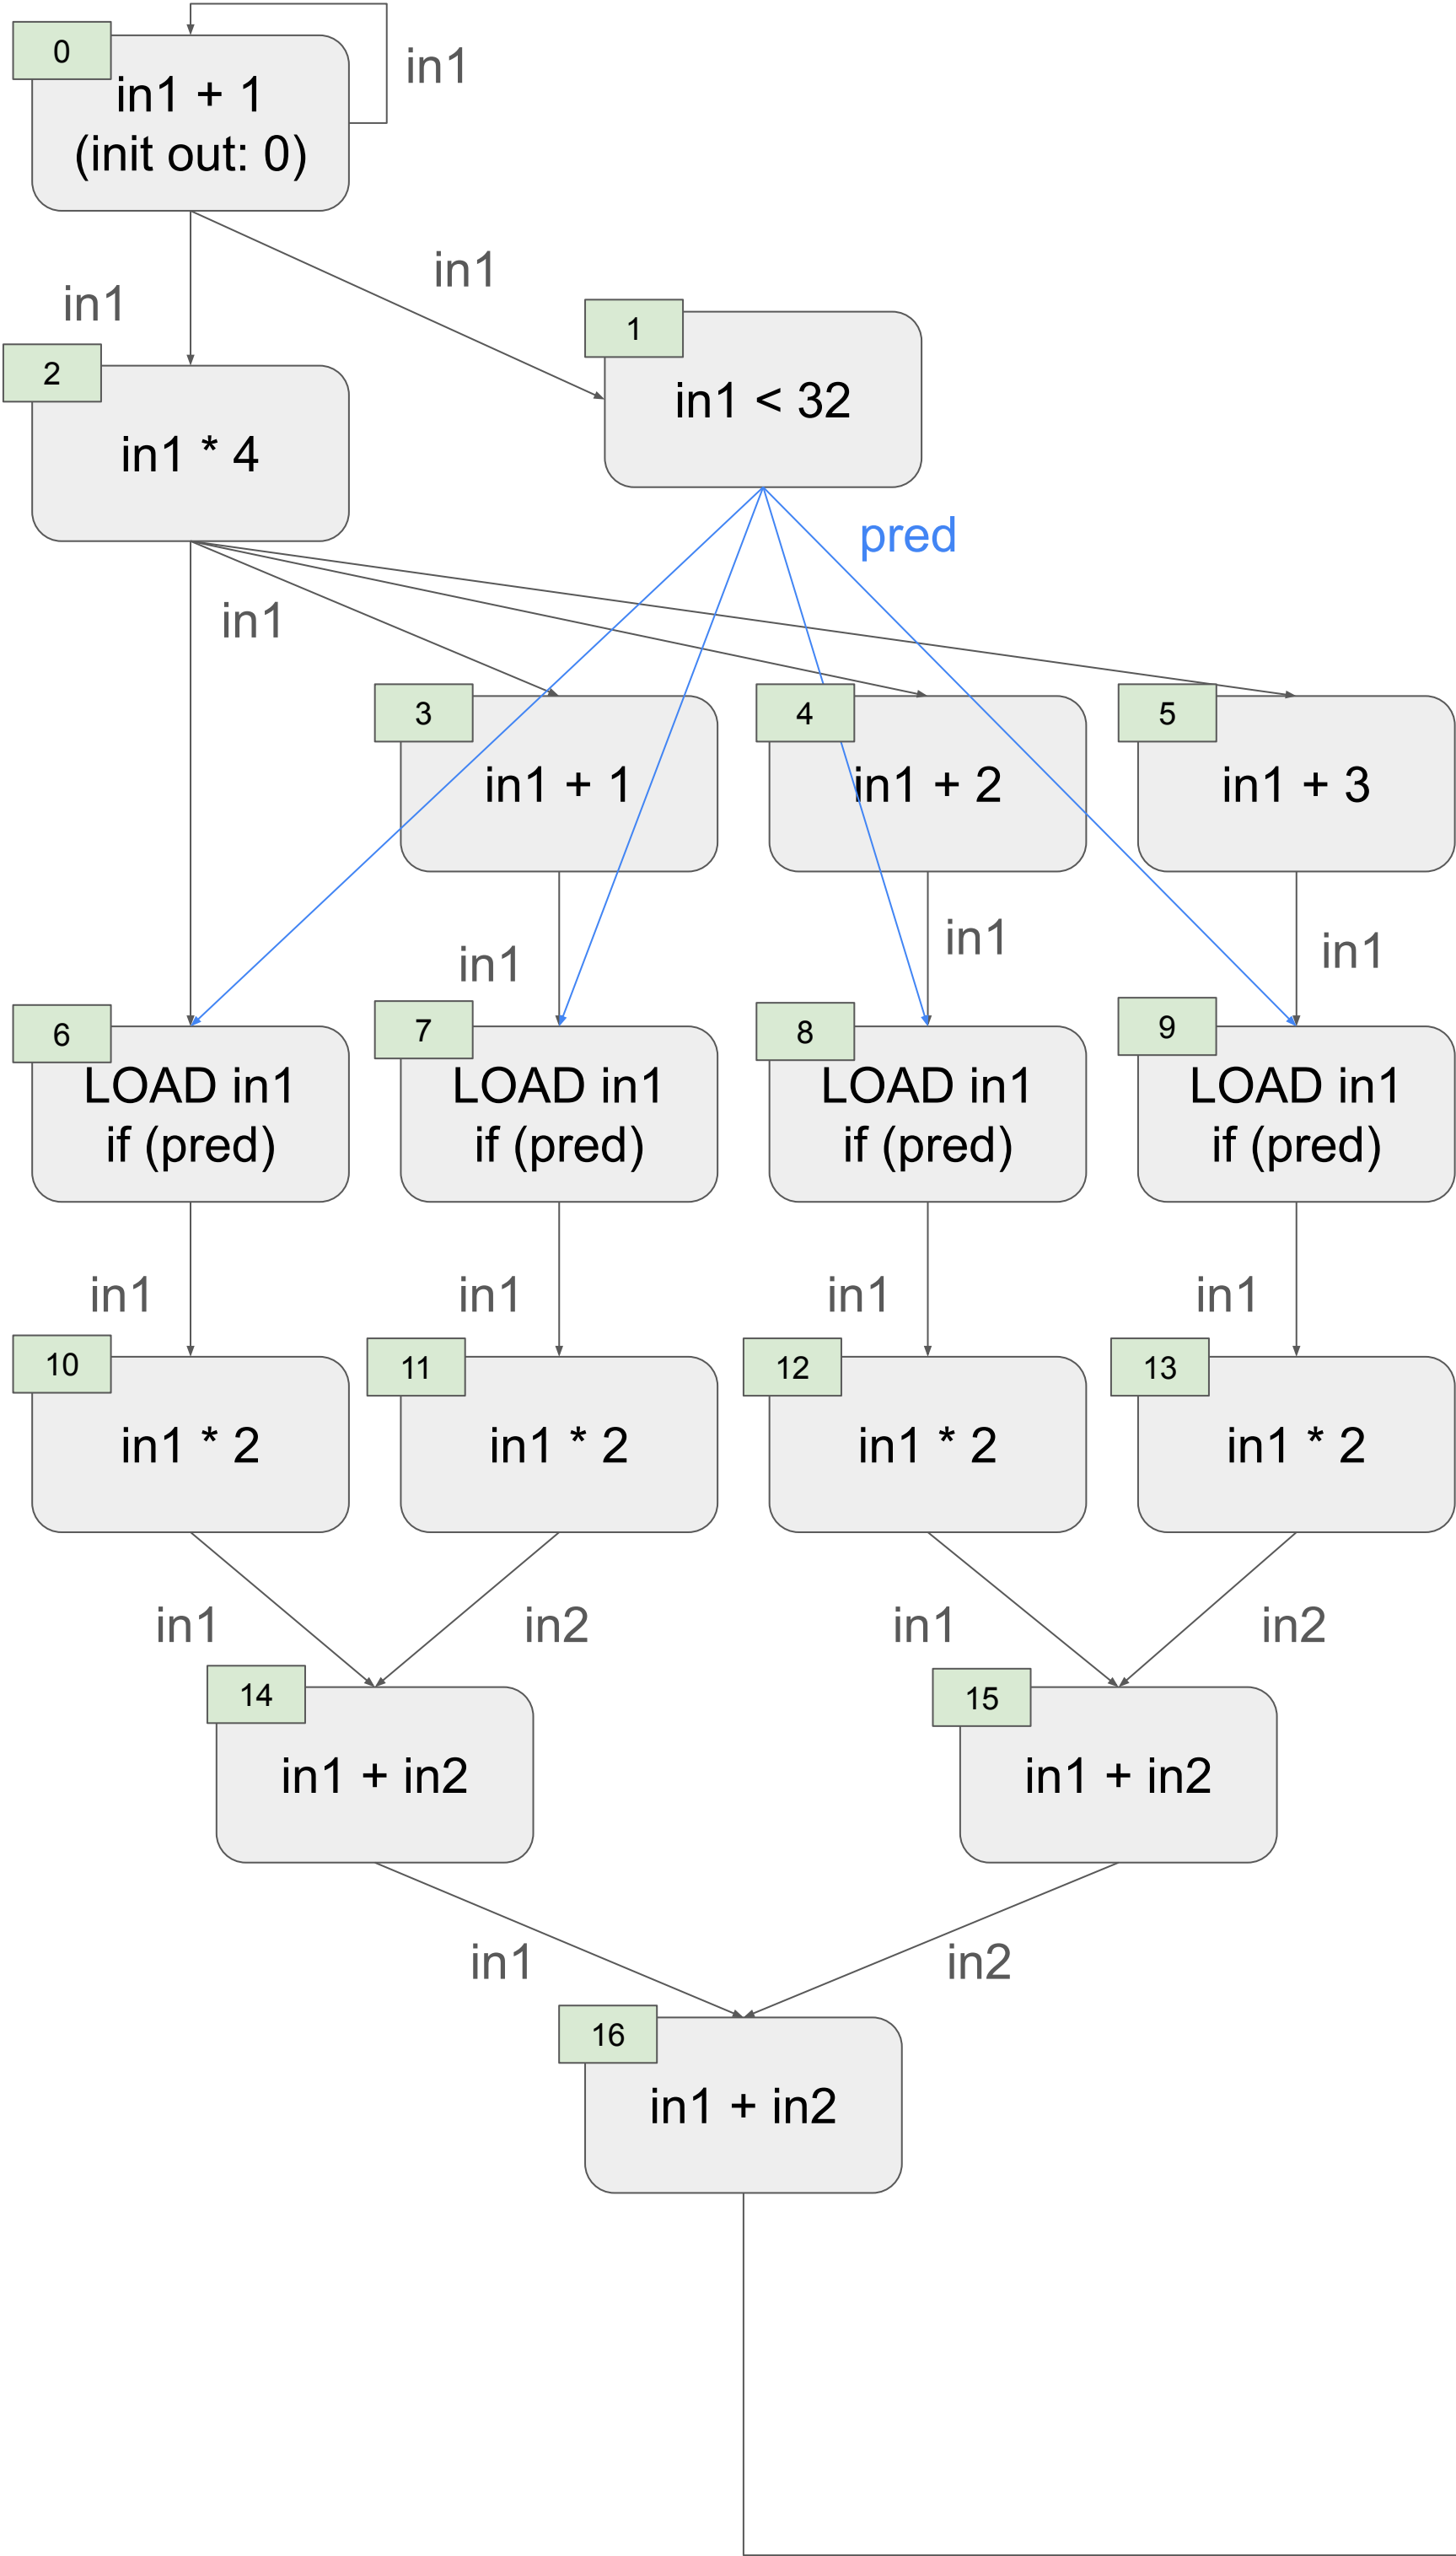 0
in1 + 1
(init out: 0)
in1
in1
in1
1
in1 < 32
2
in1 * 4
pred
in1
3
in1 + 1
4
in1 + 2
5
in1 + 3
in1
in1
in1
6
LOAD in1
if (pred)
7
LOAD in1
if (pred)
8
LOAD in1
if (pred)
9
LOAD in1
if (pred)
in1
in1
in1
in1
10
in1 * 2
11
in1 * 2
12
in1 * 2
13
in1 * 2
in1
in2
in1
in2
14
in1 + in2
15
in1 + in2
in1
in2
16
in1 + in2